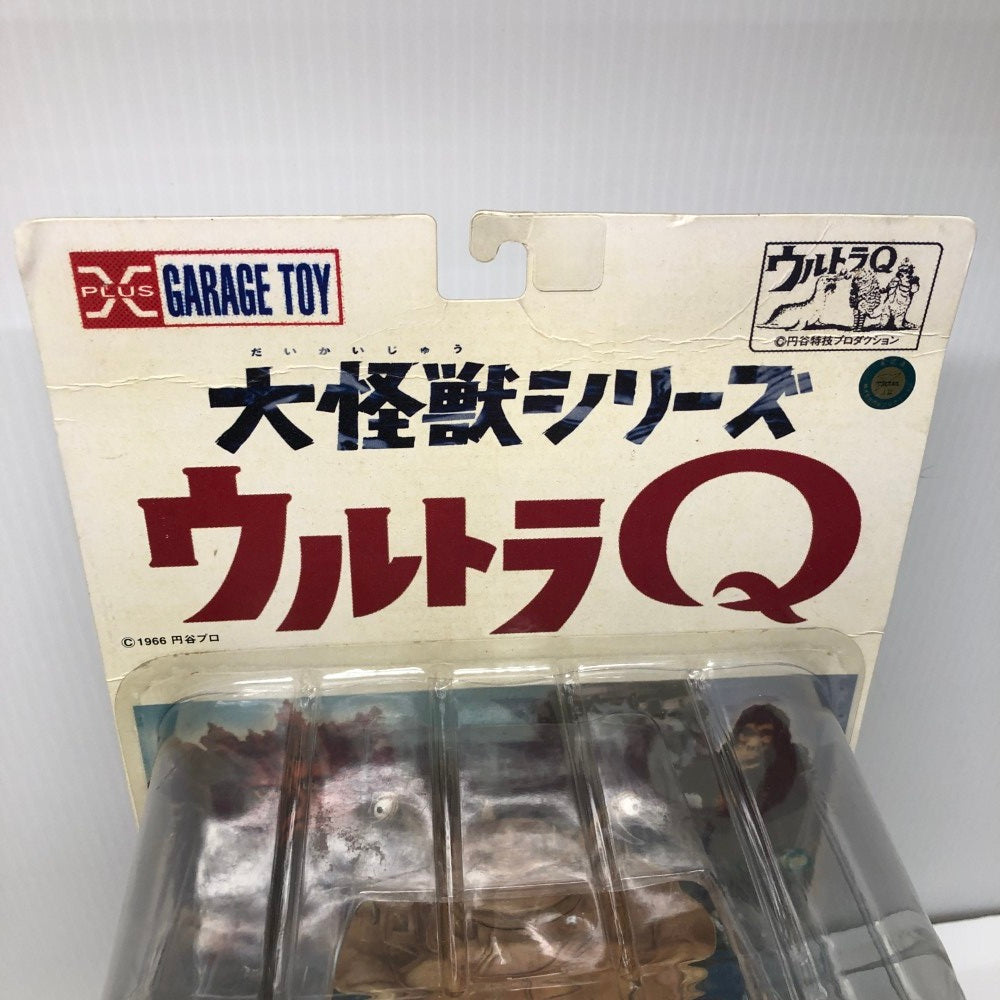 X PLUS GARAGE TOY
ウルトラQ
©円谷特技プロダクション
だいかいじゅう
大怪獣シリーズ
ウルトラQ
©1966 円谷プロ